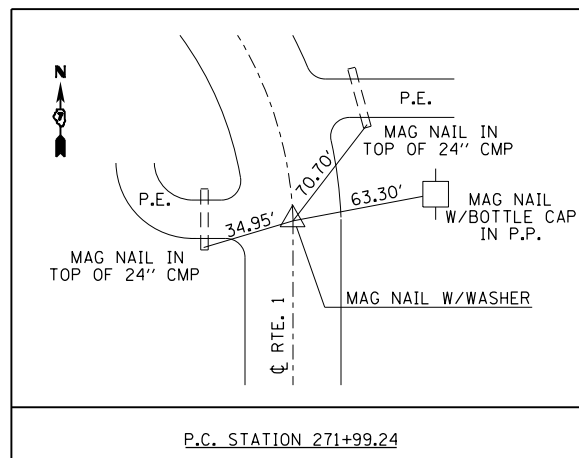 N
P.E.
MAG NAIL IN
TOP OF 24" CMP
70.70'
63.30'
P.E.
34.95'
MAG NAIL
W/BOTTLE CAP
IN P.P.
MAG NAIL IN
TOP OF 24" CMP
MAG NAIL W/WASHER
℄ RTE. 1
P.C. STATION 271+99.24